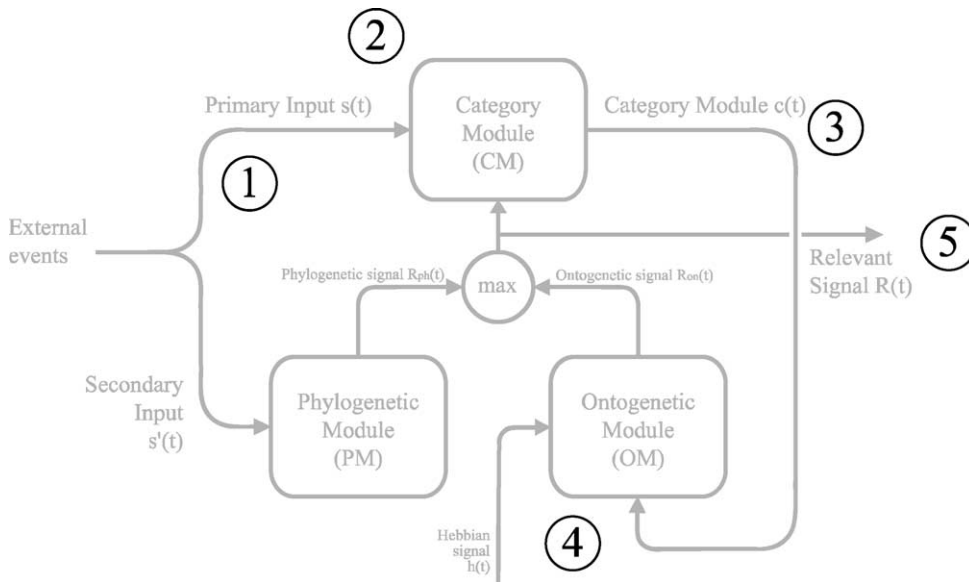 2
Primary Input s(t)
Category
Module
(CM)
Category Module c(t)
3
1
External
events
5
Relevant
Signal R(t)
Phylogenetic signal Rph(t)
max
Ontogenetic signal Ron(t)
Secondary
Input
s'(t)
Phylogenetic
Module
(PM)
Ontogenetic
Module
(OM)
Hebbian
signal
h(t)
4